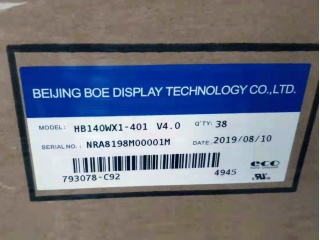 BEIJING BOE DISPLAY TECHNOLOGY CO.,LTD.
MODEL: HB140WX1-401 V4.0 Q'TY: 38
SERIAL NO.: NRA8198M00001M DATE: 2019/08/10
eco
793078-C92 4945